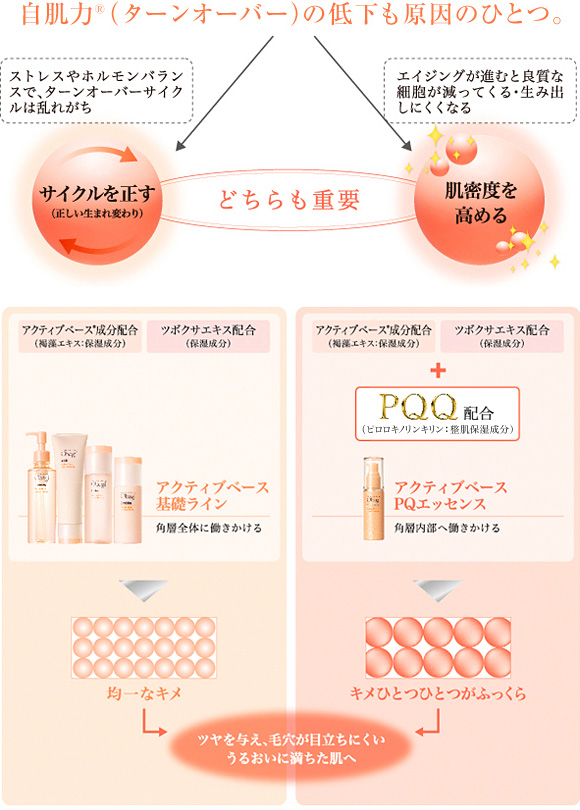 自肌力®（ターンオーバー）の低下も原因のひとつ。
ストレスやホルモンバラン
スで、ターンオーバーサイク
ルは乱れがち
エイジングが進むと良質な
細胞が減ってくる・生み出
しにくくなる
サイクルを正す
（正しい生まれ変わり）
どちらも重要
肌密度を
高める
アクティブベース®成分配合
（褐藻エキス：保湿成分）
ツボクサエキス配合
（保湿成分）
アクティブベース
基礎ライン
角層全体に働きかける
均一なキメ
アクティブベース®成分配合
（褐藻エキス：保湿成分）
ツボクサエキス配合
（保湿成分）
+
PQQ 配合
（ピロロキノリンキリン：整肌保湿成分）
Obagi
アクティブベース
PQエッセンス
角層内部へ働きかける
キメひとつひとつがふっくら
ツヤを与え、毛穴が目立ちにくい
うるおいに満ちた肌へ